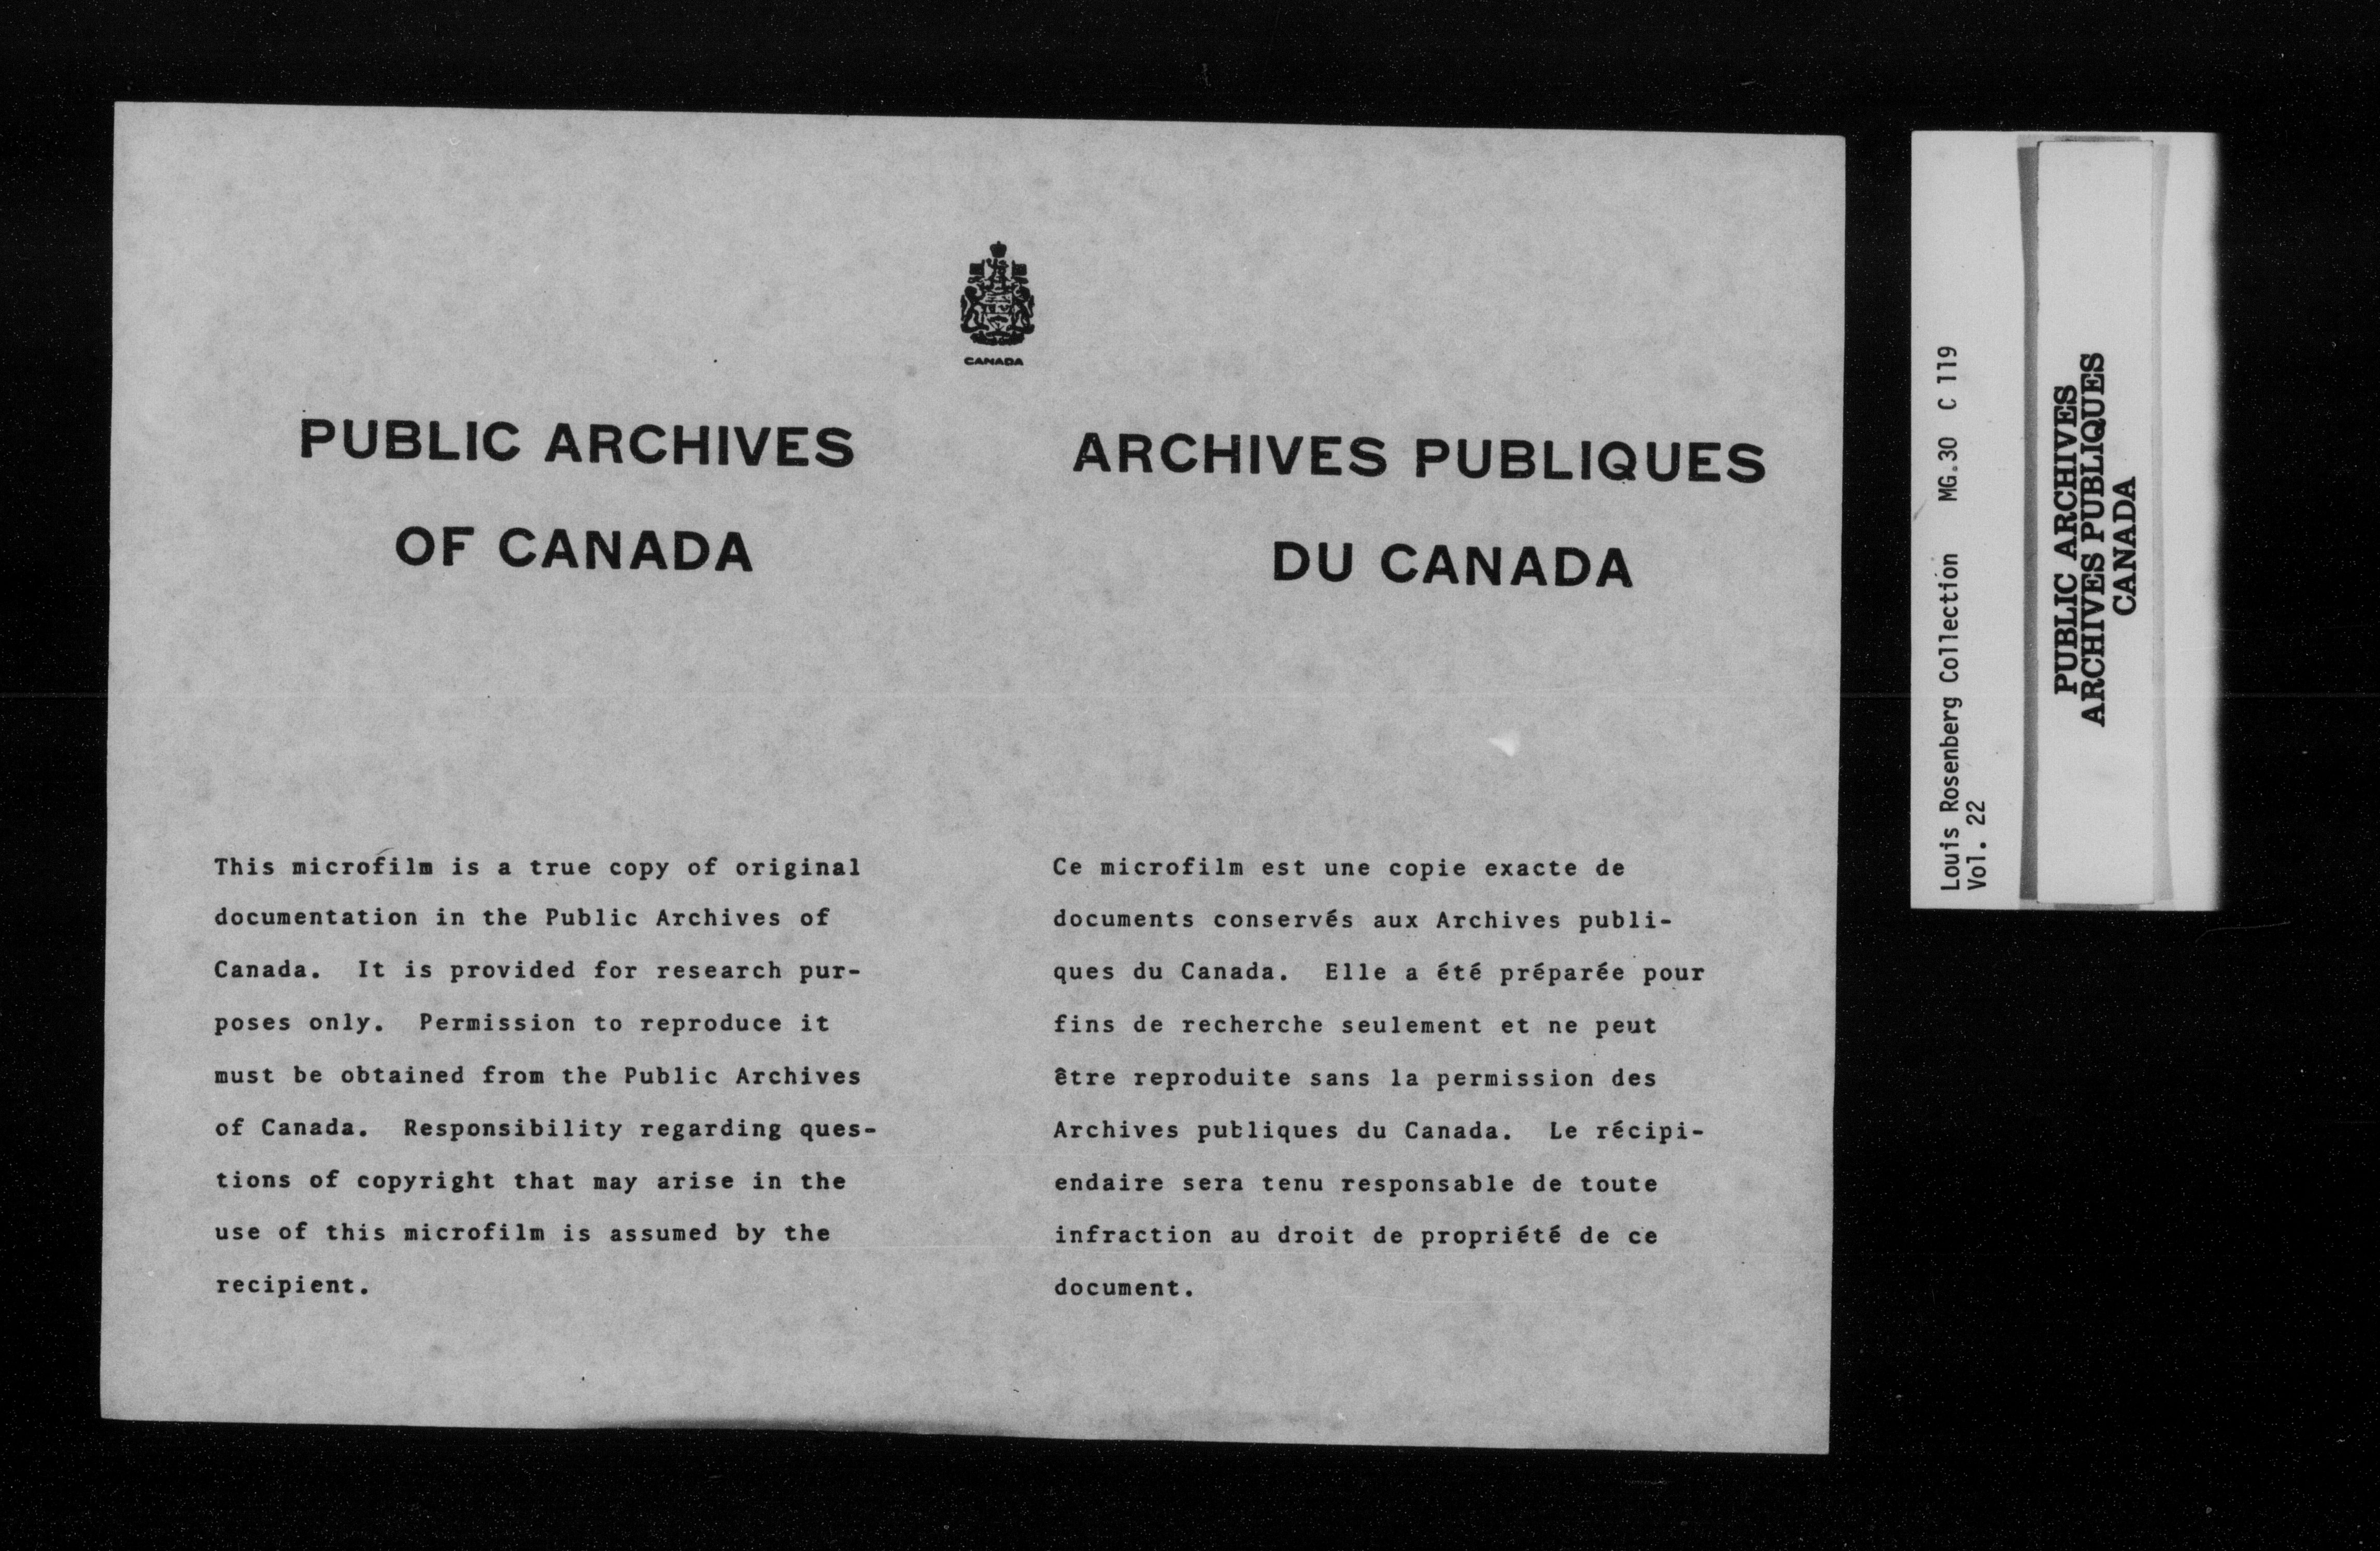 CANADA
PUBLIC ARCHIVES
OF CANADA
This microfilm is a true copy of original
documentation in the Public Archives of
Canada.  It is provided for research pur-
poses only.  Permission to reproduce it
must be obtained from the Public Archives
of Canada.  Responsibility regarding ques-
tions of copyright that may arise in the
use of this microfilm is assumed by the
recipient.
ARCHIVES PUBLIQUES
DU CANADA
Ce microfilm est une copie exacte de
documents conservés aux Archives publi-
ques du Canada.  Elle a été préparée pour
fins de recherche seulement et ne peut
être reproduite sans la permission des
Archives publiques du Canada.  Le récipi-
endaire sera tenu responsable de toute
infraction au droit de propriété de ce
document.
Louis Rosenberg Collection   MG.30  C 119
Vol. 22
PUBLIC ARCHIVES
ARCHIVES PUBLIQUES
CANADA